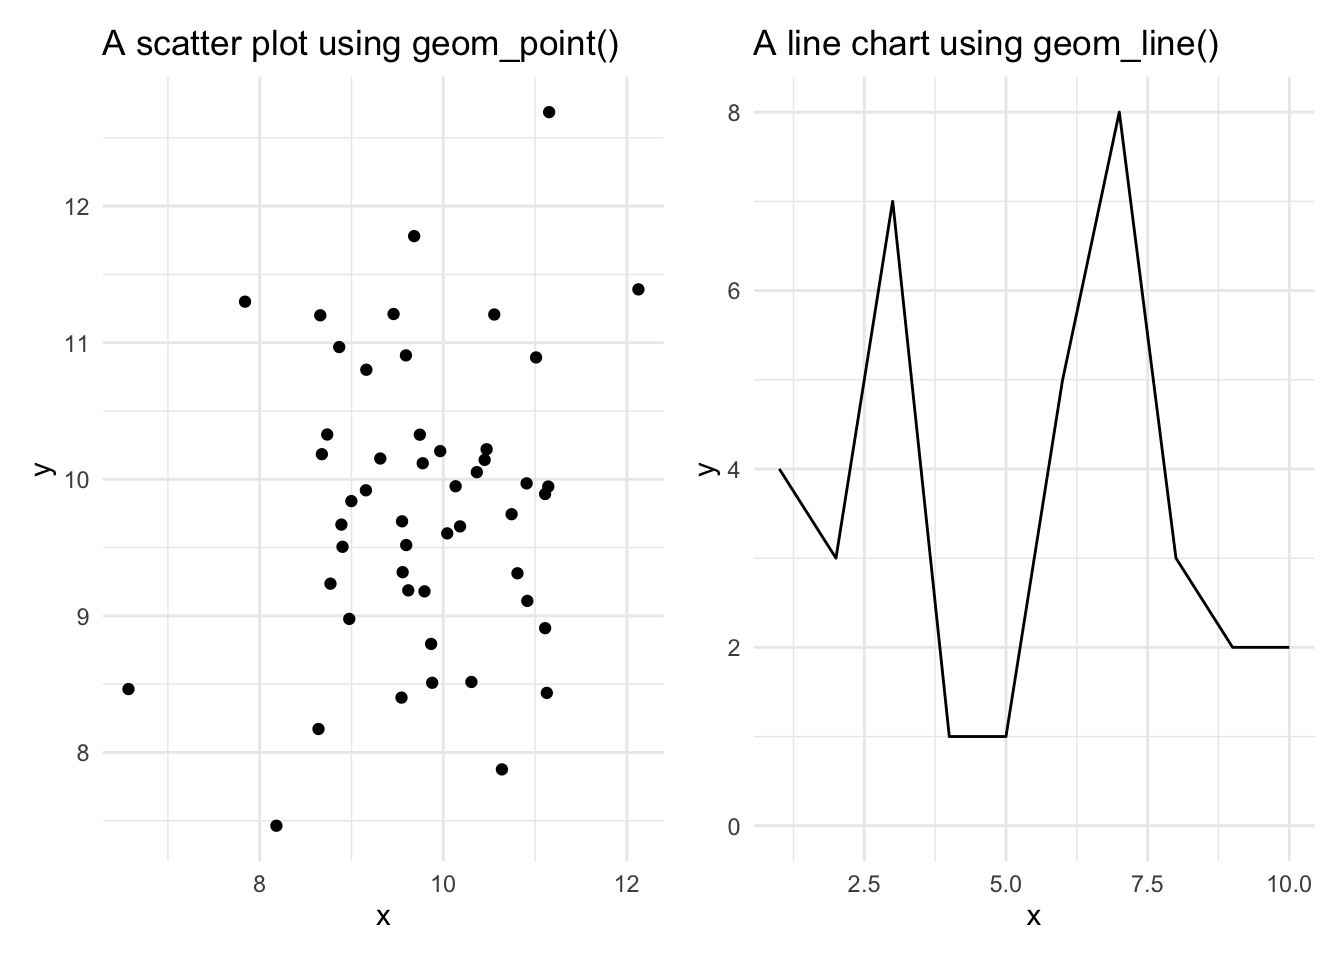 A scatter plot using geom_point()
12
11
10
9
8
y
8 10 12
x
A line chart using geom_line()
8
6
4
2
0
y
2.5 5.0 7.5 10.0
x